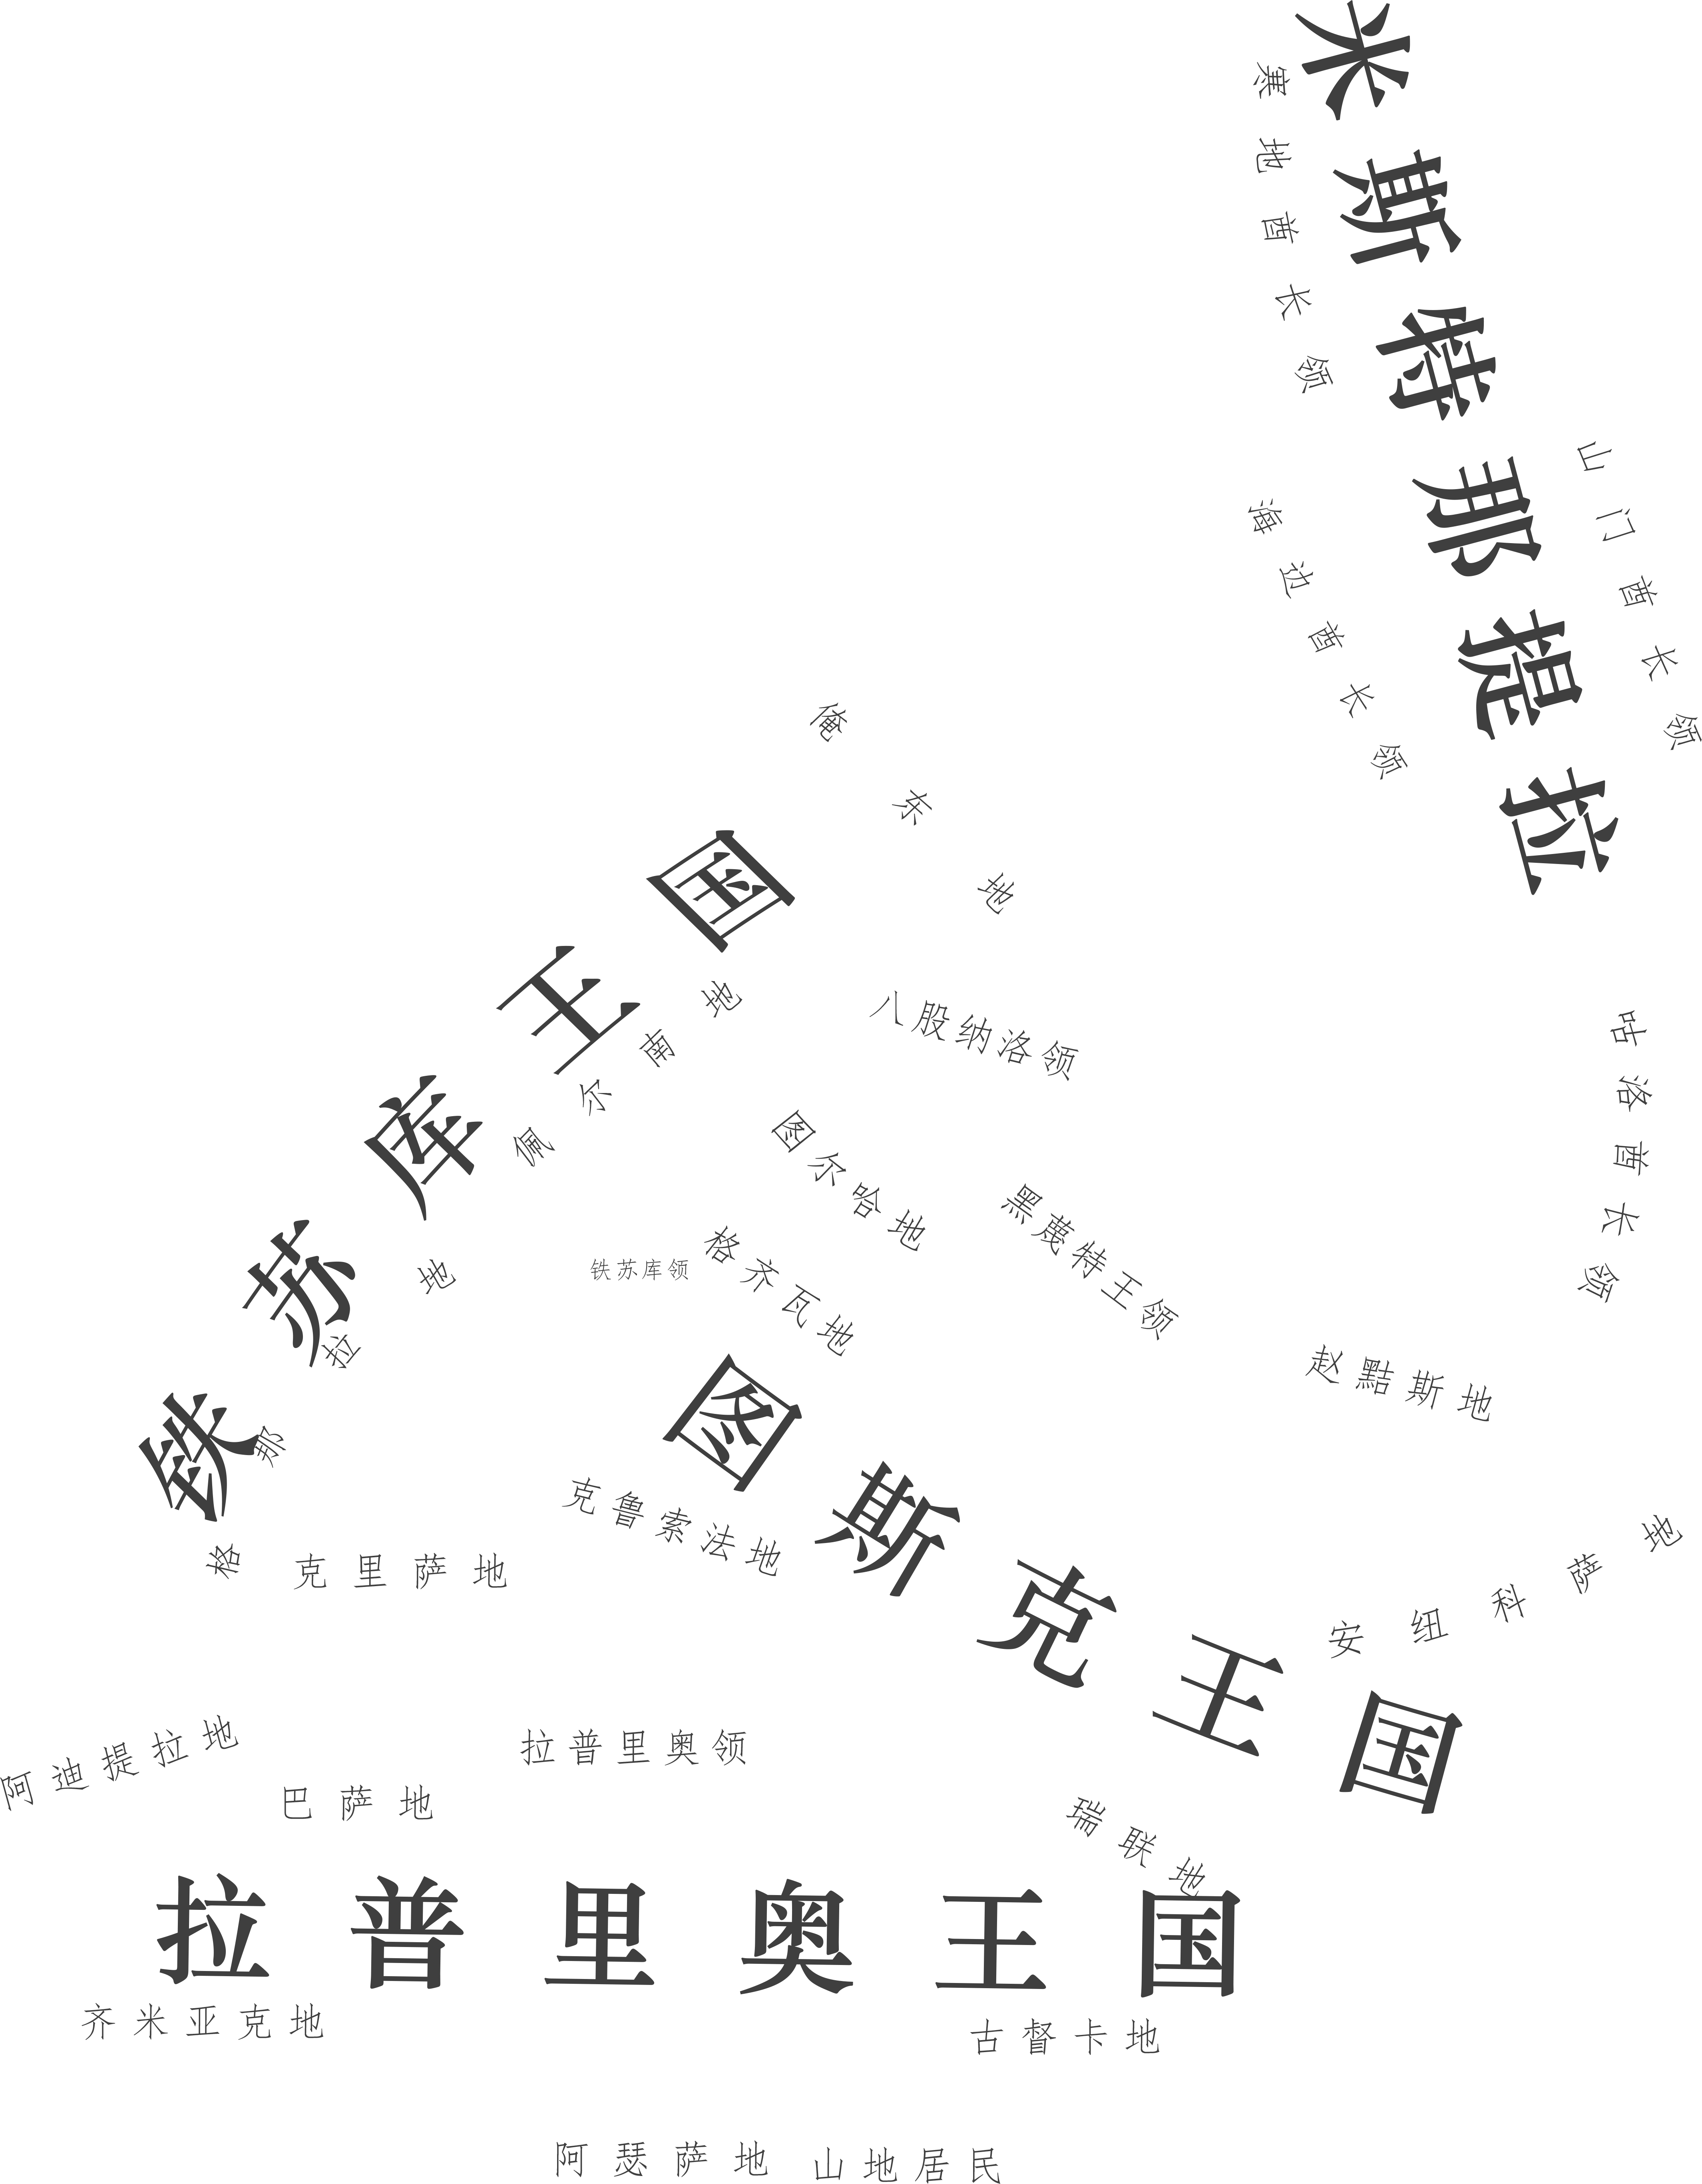 米斯特那提拉
寒地酋长领
山门酋长领
海边酋长领
俺东地
铁苏库王国
佩尔南地
八股纳洛领
咕洛酋长领
图尔哈地
黑蔑特王领
格那拉地
铁苏库领
格齐瓦地
赵黠斯地
图斯克王国
克鲁索法地
克里萨地
安纽科萨地
阿迪提拉地
拉普里奥领
巴萨地
瑞联地
拉普里奥王国
齐米亚克地
古督卡地
阿瑟萨地
山地居民